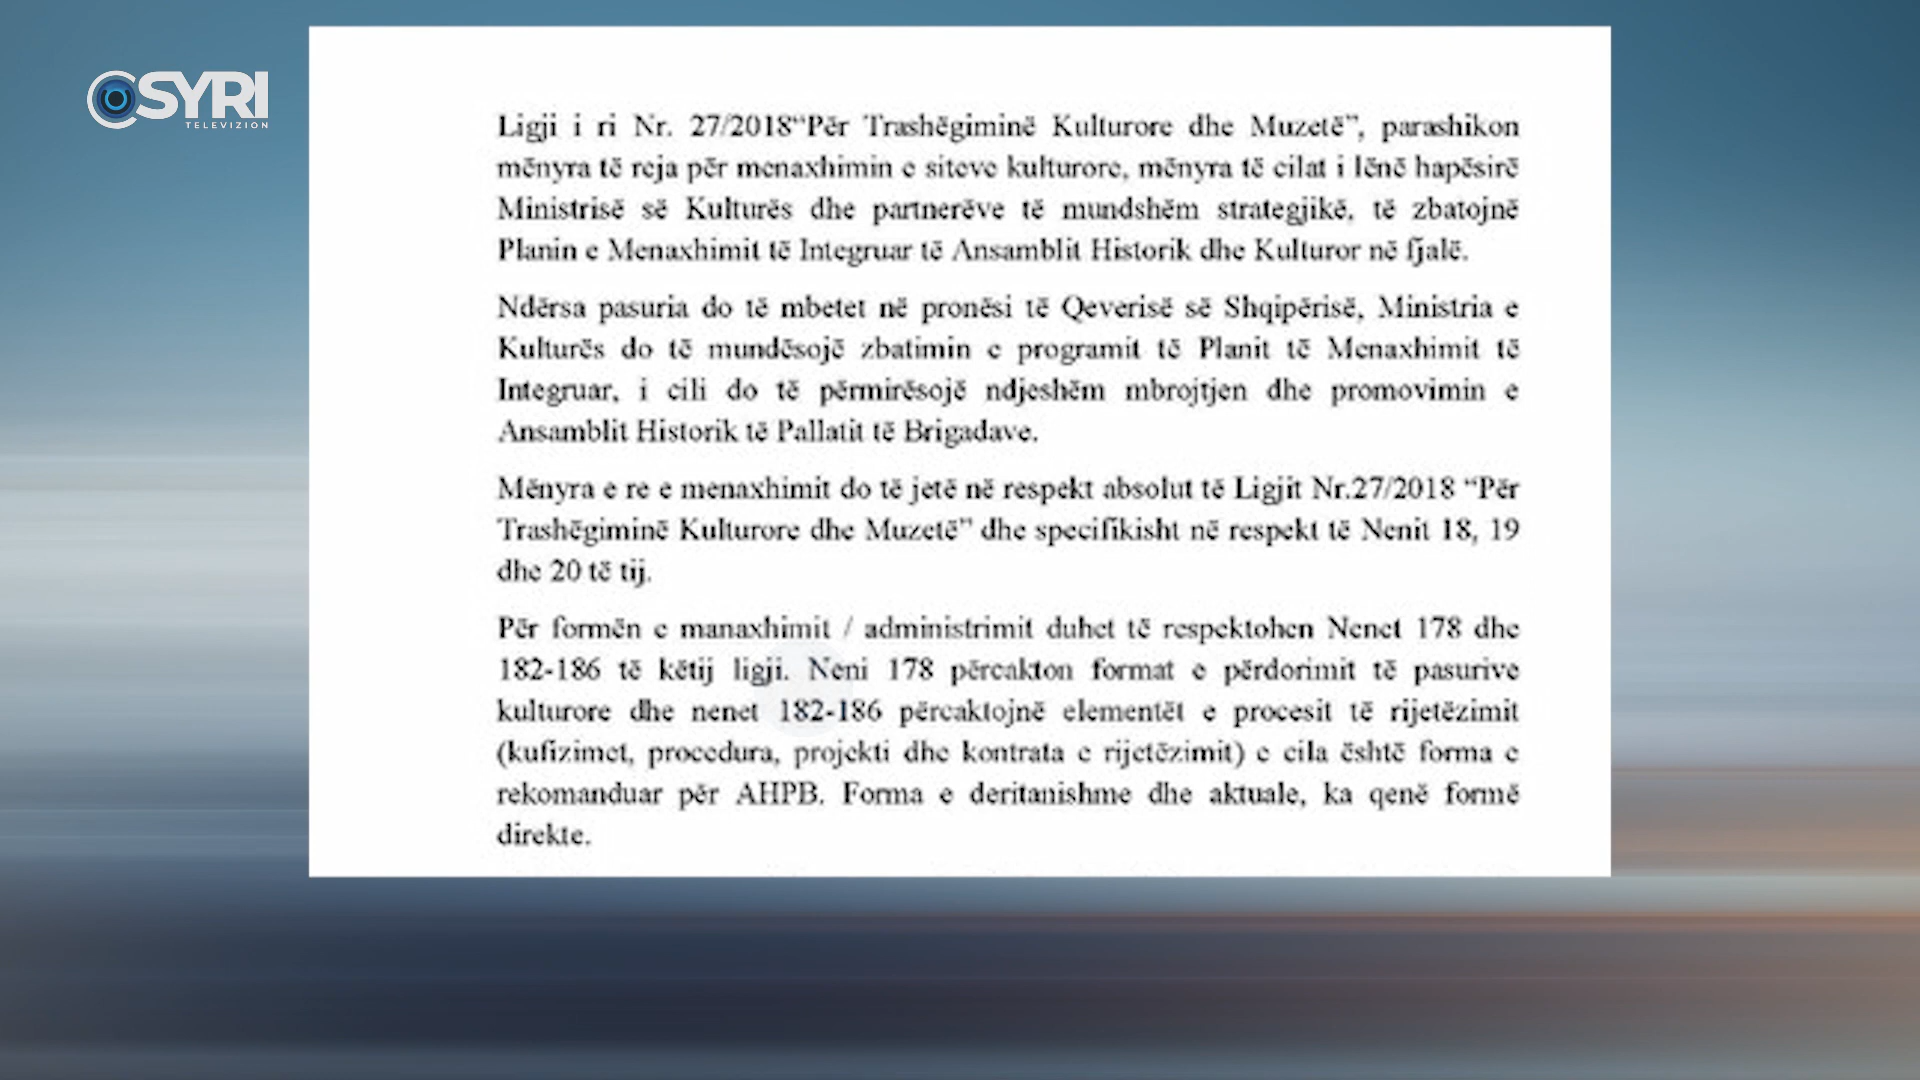 SYRI
TELEVIZION
Ligji i ri Nr. 27/2018“Për Trashëgiminë Kulturore dhe Muzetë”, parashikon
mënyra të reja për menaxhimin e siteve kulturore, mënyra të cilat i lënë hapësirë
Ministrisë së Kulturës dhe partnerëve të mundshëm strategjikë, të zbatojnë
Planin e Menaxhimit të Integruar të Ansamblit Historik dhe Kulturor në fjalë.
Ndërsa pasuria do të mbetet në pronësi të Qeverisë së Shqipërisë, Ministria e
Kulturës do të mundësojë zbatimin e programit të Planit të Menaxhimit të
Integruar, i cili do të përmirësojë ndjeshëm mbrojtjen dhe promovimin e
Ansamblit Historik të Pallatit të Brigadave.
Mënyra e re e menaxhimit do të jetë në respekt absolut të Ligjit Nr.27/2018 “Për
Trashëgiminë Kulturore dhe Muzetë” dhe specifikisht në respekt të Nenit 18, 19
dhe 20 të tij.
Për formën e manaxhimit / administrimit duhet të respektohen Nenet 178 dhe
182-186 të këtij ligji. Neni 178 përcakton format e përdorimit të pasurive
kulturore dhe nenet 182-186 përcaktojnë elementët e procesit të rijetëzimit
(kufizimet, procedura, projekti dhe kontrata e rijetëzimit) e cila është forma e
rekomanduar për AHPB. Forma e deritanishme dhe aktuale, ka qenë formë
direkte.